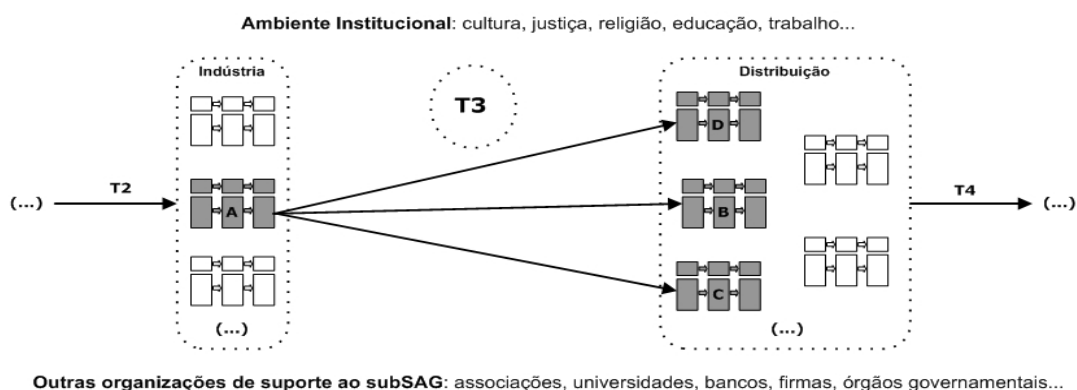 Ambiente Institucional: cultura, justiça, religião, educação, trabalho...
Indústria
Distribuição
T3
D
T2
T4
(...)
A
B
(...)
C
(...)
(...)
Outras organizações de suporte ao subSAG: associações, universidades, bancos, firmas, órgãos governamentais...